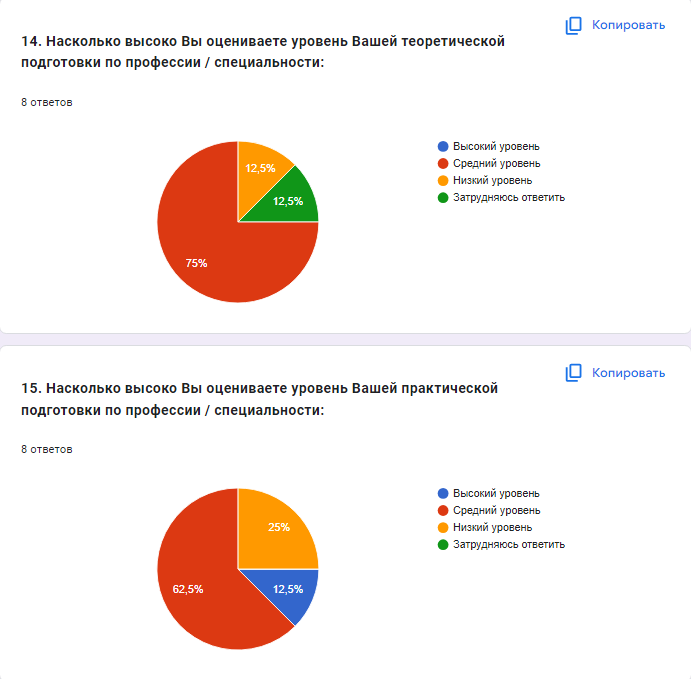 Копировать
14. Насколько высоко Вы оцениваете уровень Вашей теоретической
подготовки по профессии / специальности:
8 ответов
12,5%
12,5%
75%
Высокий уровень
Средний уровень
Низкий уровень
Затрудняюсь ответить
Копировать
15. Насколько высоко Вы оцениваете уровень Вашей практической
подготовки по профессии / специальности:
8 ответов
25%
62,5%
12,5%
Высокий уровень
Средний уровень
Низкий уровень
Затрудняюсь ответить